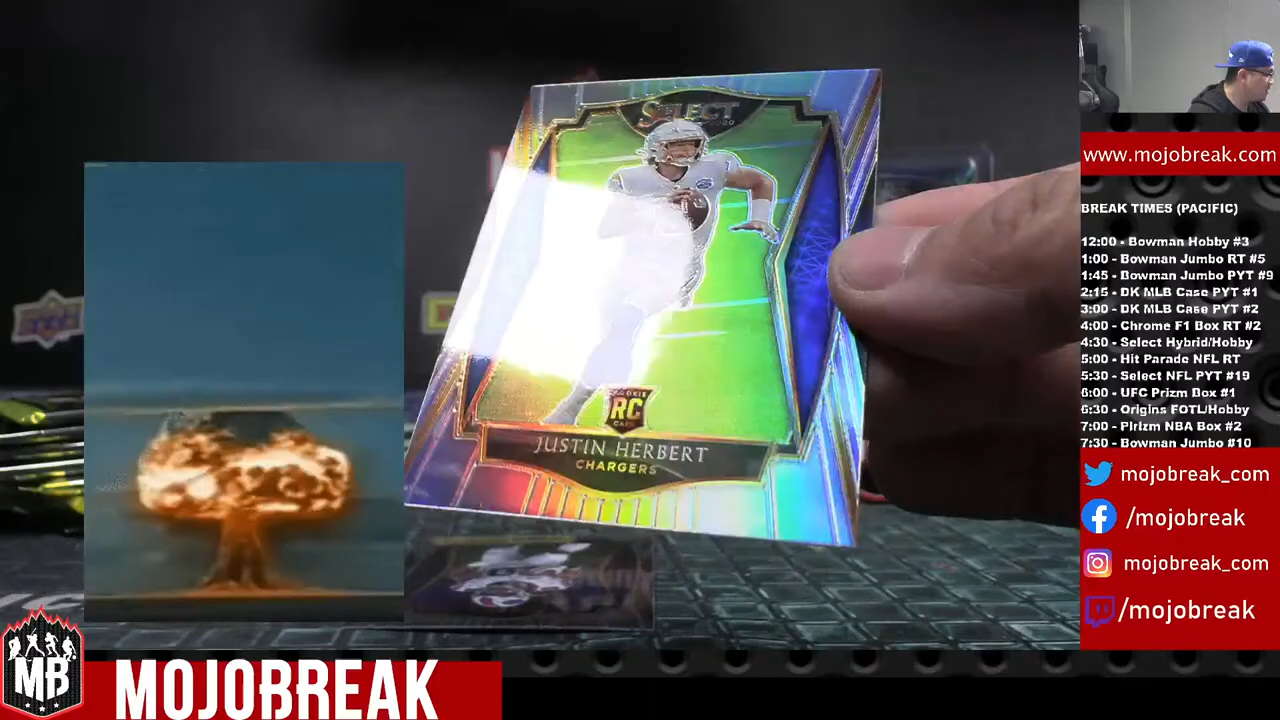 SELECT
2020
ROOKIE
RC
CARD
JUSTIN HERBERT
CHARGERS
www.mojobreak.com
BREAK TIMES (PACIFIC)
12:00 - Bowman Hobby #3
1:00 - Bowman Jumbo RT #5
1:45 - Bowman Jumbo PYT #9
2:15 - DK MLB Case PYT #1
3:00 - DK MLB Case PYT #2
4:00 - Chrome F1 Box RT #2
4:30 - Select Hybrid/Hobby
5:00 - Hit Parade NFL RT
5:30 - Select NFL PYT #19
6:00 - UFC Prizm Box #1
6:30 - Origins FOTL/Hobby
7:00 - Pirizm NBA Box #2
7:30 - Bowman Jumbo #10
mojobreak_com
/mojobreak
mojobreak_com
/mojobreak
MB
MOJOBREAK